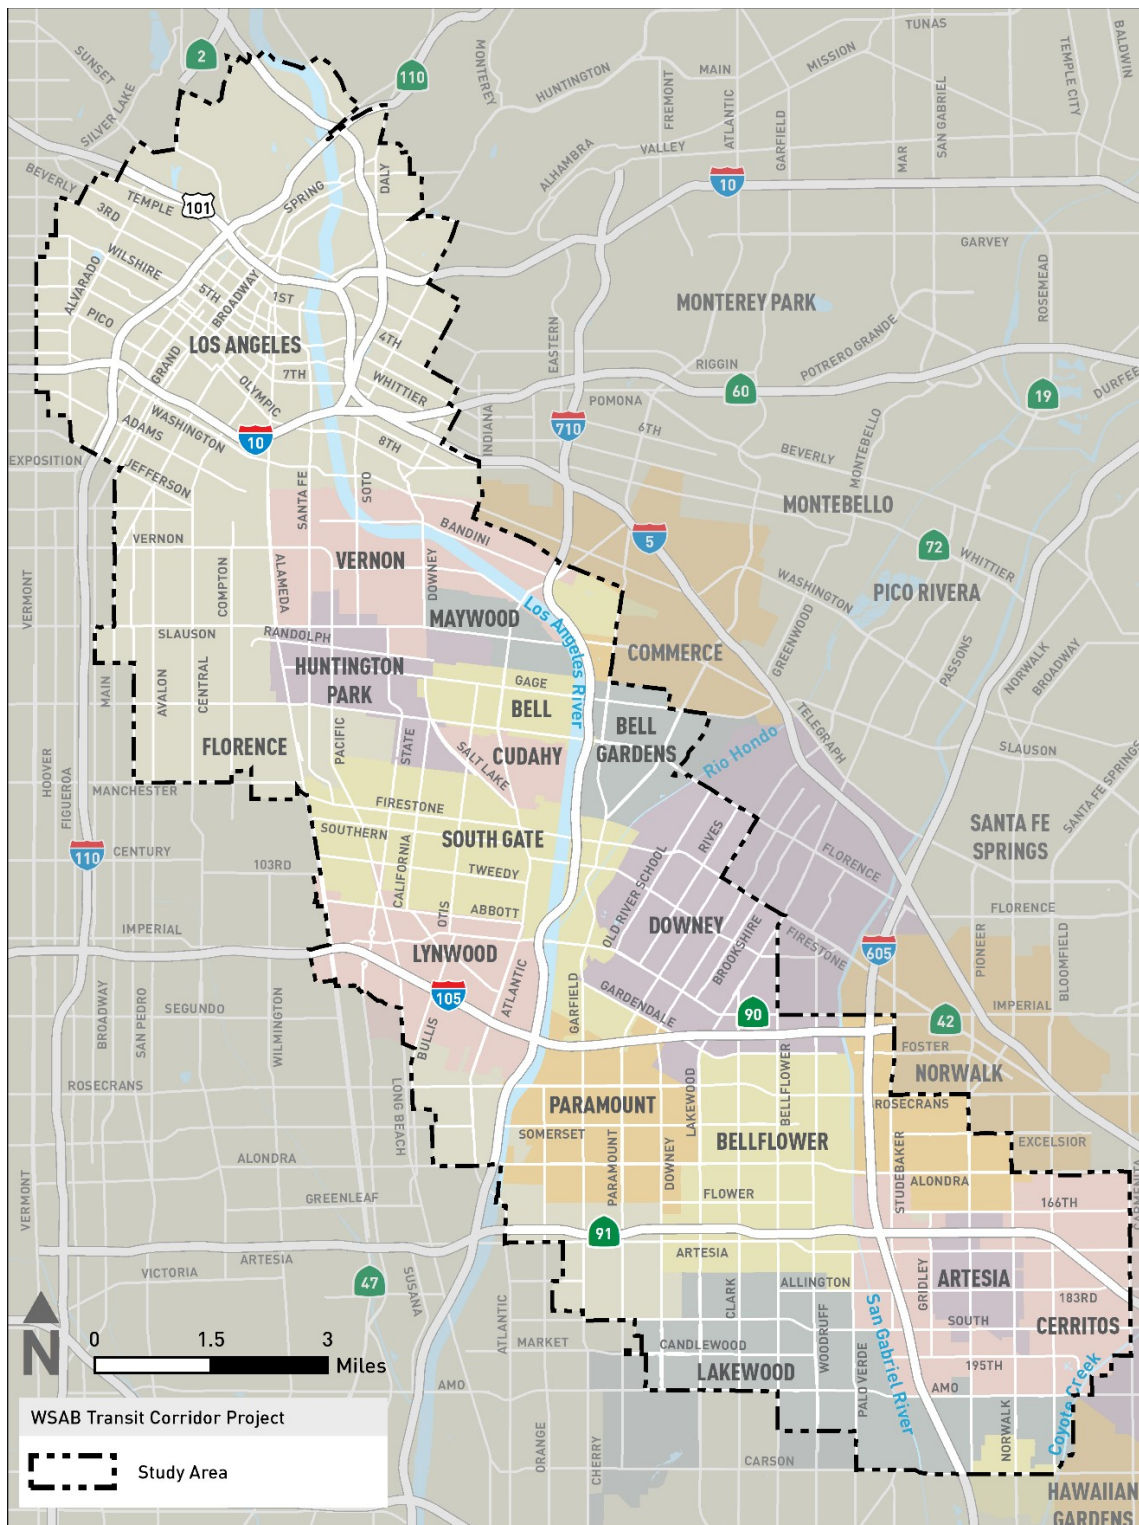 TUNAS
BALDWIN
SUNSET
2
110
MONTEREY
HUNTINGTON
MAIN
MISSION
FREMONT
ATLANTIC
GARFIELD
SAN GABRIEL
TEMPLE CITY
SILVER LAKE
ALHAMBRA
VALLEY
MAR
BEVERLY
TEMPLE
101
SPRING
DALY
10
3RD
GARVEY
WILSHIRE
ALVARADO
5TH
BROADWAY
1ST
ROSEMEAD
PICO
MONTEREY PARK
EASTERN
LOS ANGELES
4TH
GRAND
7TH
RIGGIN
POTRERO GRANDE
OLYMPIC
WHITTIER
POMONA
60
19
DURFEE
ADAMS
WASHINGTON
10
8TH
INDIANA
710
6TH
EXPOSITION
JEFFERSON
BEVERLY
MONTEBELLO
SANTA FE
SOTO
MONTEBELLO
VERNON
BANDINI
5
72
WHITTIER
VERNON
COMPTON
ALAMEDA
DOWNEY
WASHINGTON
PICO RIVERA
VERMONT
MAYWOOD
Los Angeles River
GREENWOOD
SLAUSON
RANDOLPH
COMMERCE
PASSONS
NORWALK
BROADWAY
HUNTINGTON
PARK
GAGE
MAIN
AVALON
CENTRAL
BELL
BELL
GARDENS
TELEGRAPH
PACIFIC
STATE
SALT LAKE
CUDAHY
Rio Hondo
SLAUSON
FLORENCE
HOOVER
FIGUEROA
MANCHESTER
FIRESTONE
SANTA FE SPRINGS
SOUTHERN
SOUTH GATE
RIVES
SANTA FE
SPRINGS
110
CENTURY
103RD
CALIFORNIA
TWEEDY
OLD RIVER SCHOOL
FLORENCE
OTIS
ABBOTT
DOWNEY
BROOKSHIRE
FLORENCE
IMPERIAL
LYNWOOD
FIRESTONE
605
PIONEER
BLOOMFIELD
ATLANTIC
105
GARFIELD
GARDENDALE
90
IMPERIAL
BROADWAY
SAN PEDRO
SEGUNDO
WILMINGTON
BULLIS
42
FOSTER
BELLFLOWER
NORWALK
ROSECRANS
LONG BEACH
PARAMOUNT
LAKEWOOD
ROSECRANS
SOMERSET
PARAMOUNT
DOWNEY
BELLFLOWER
STUDEBAKER
EXCELSIOR
ALONDRA
ALONDRA
VERMONT
GREENLEAF
FLOWER
166TH
91
ARTESIA
ARTESIA
VICTORIA
47
SUSANA
CLARK
ALLINGTON
GRIDLEY
ARTESIA
183RD
ATLANTIC
San Gabriel River
SOUTH
CERRITOS
N
0 1.5 3
Miles
MARKET
CANDLEWOOD
WOODRUFF
PALO VERDE
LAKEWOOD
195TH
AMO
AMO
Coyote Creek
WSAB Transit Corridor Project
ORANGE
CHERRY
CARSON
NORWALK
Study Area
HAWAIIAN
GARDENS